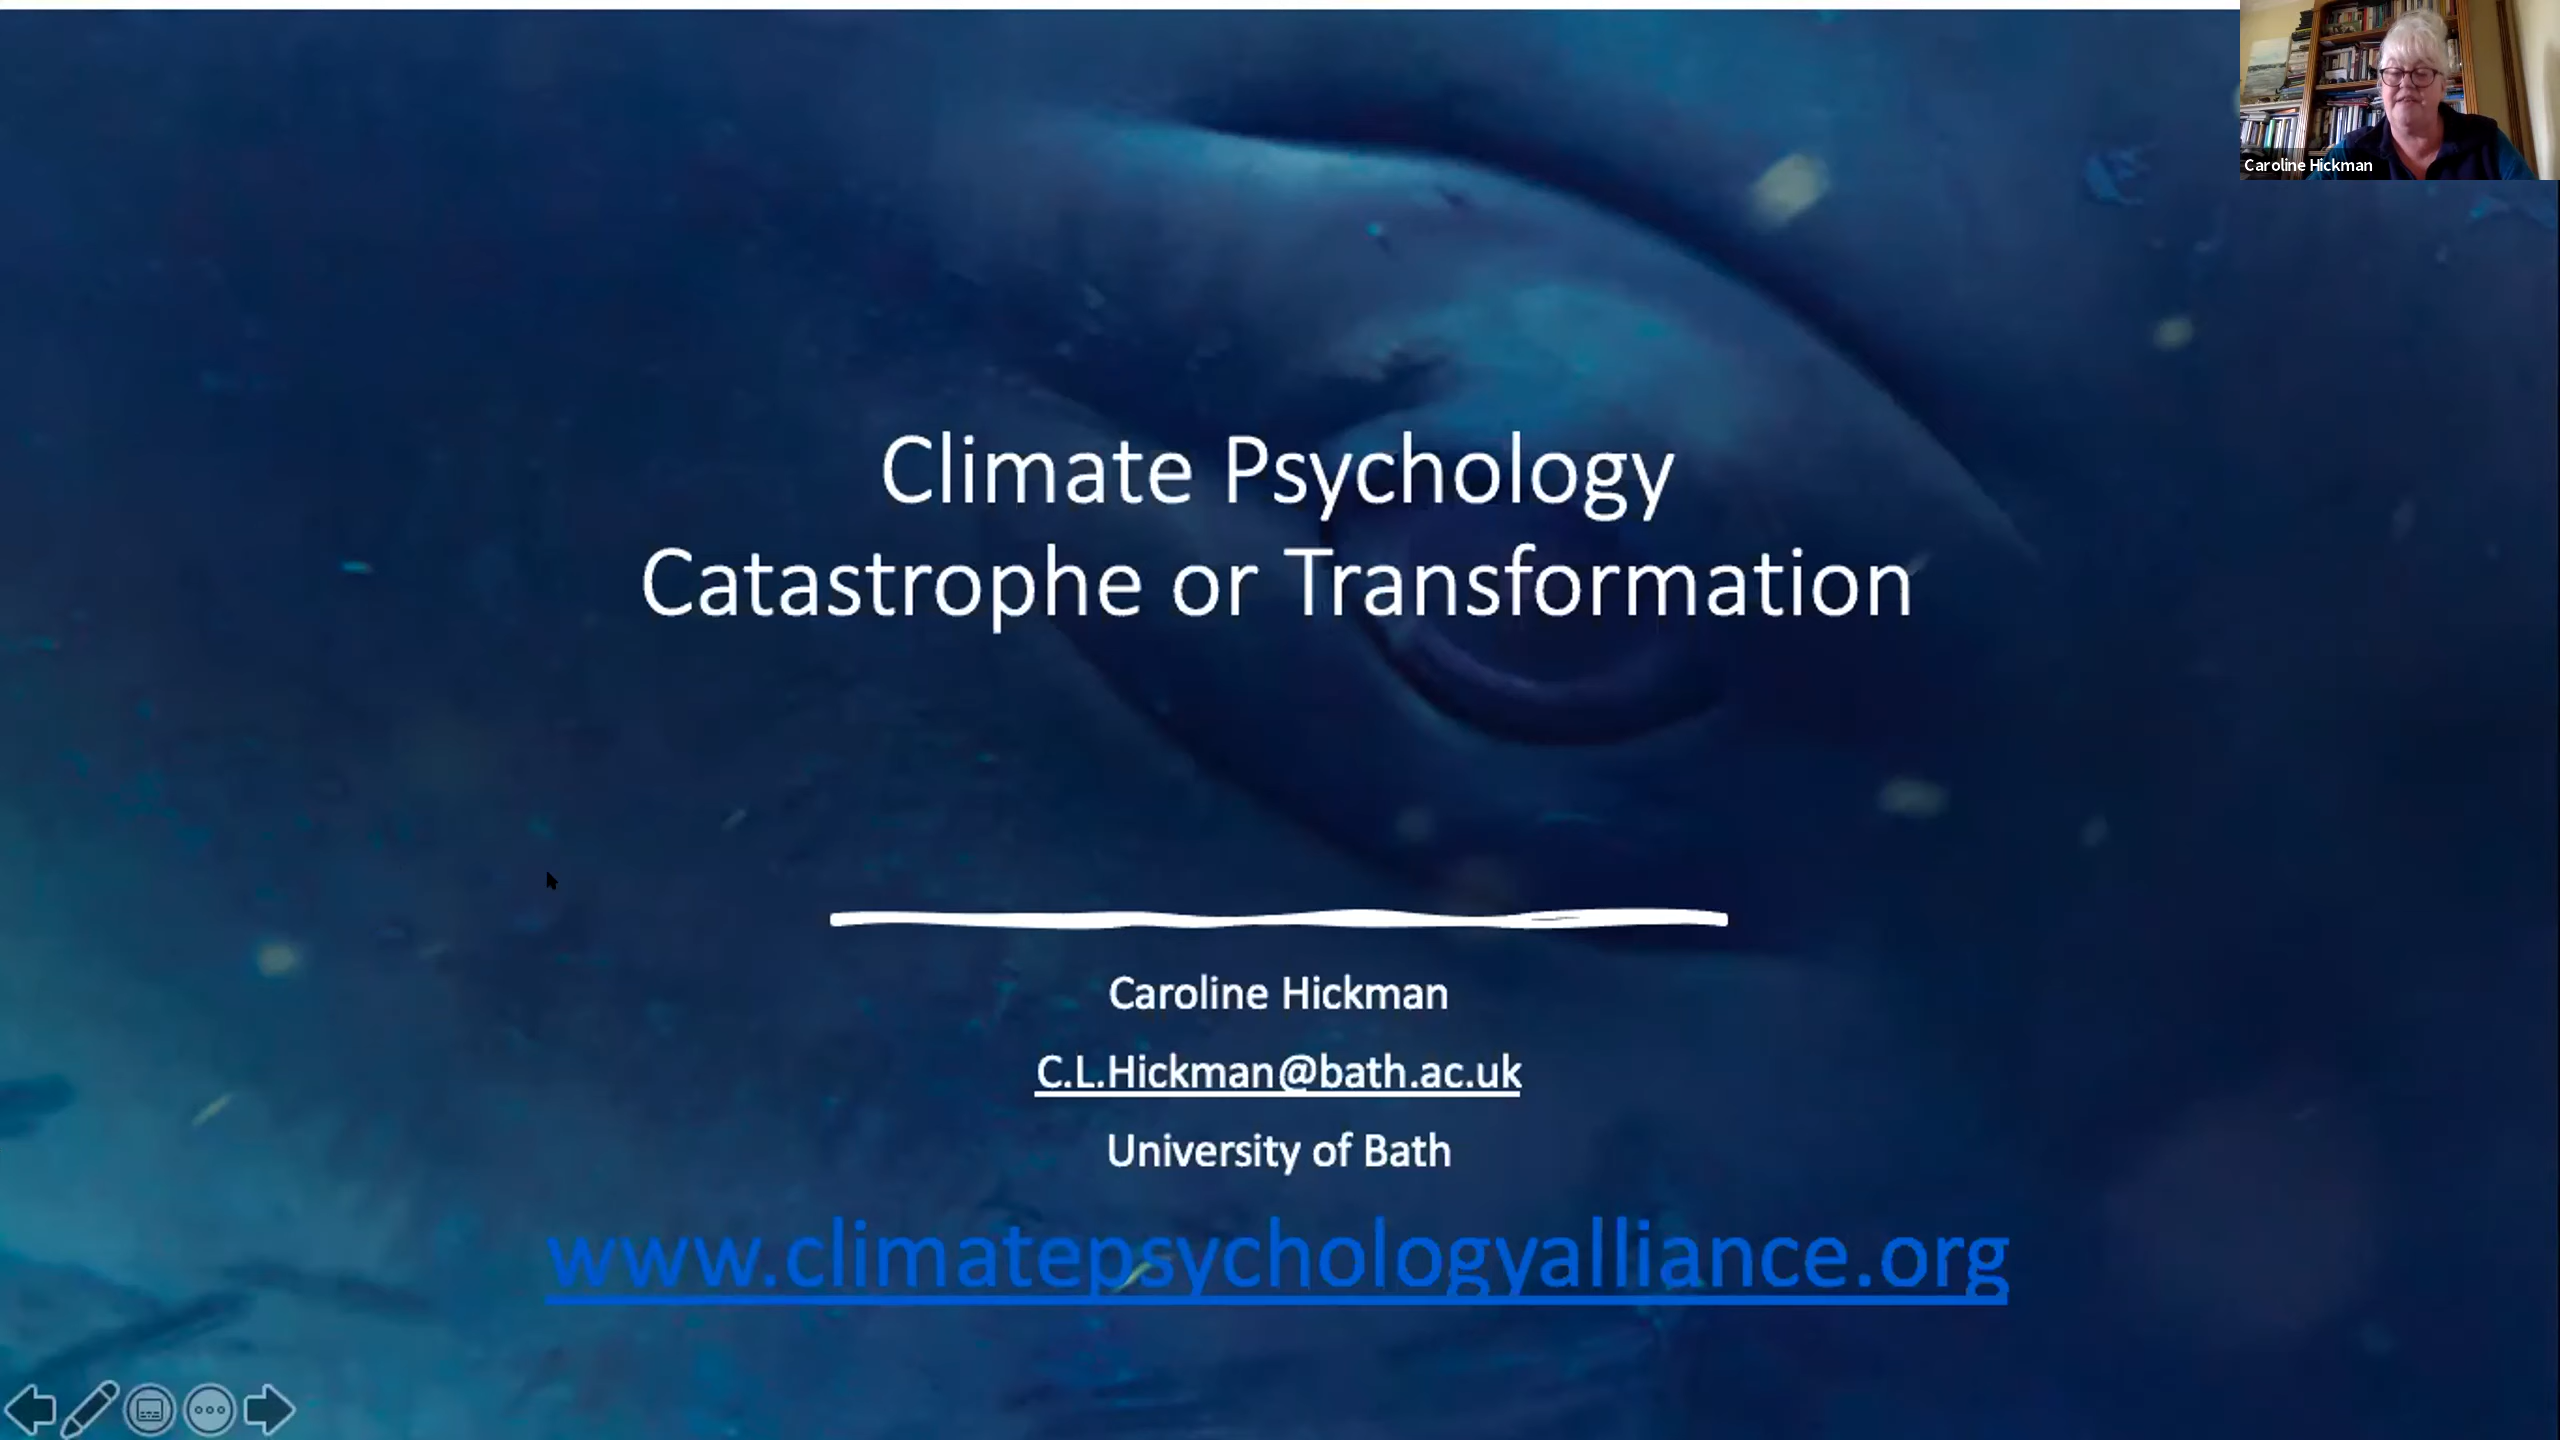 Caroline Hickman
Climate Psychology
Catastrophe or Transformation
Caroline Hickman
C.L.Hickman@bath.ac.uk
University of Bath
www.climatepsychologyalliance.org